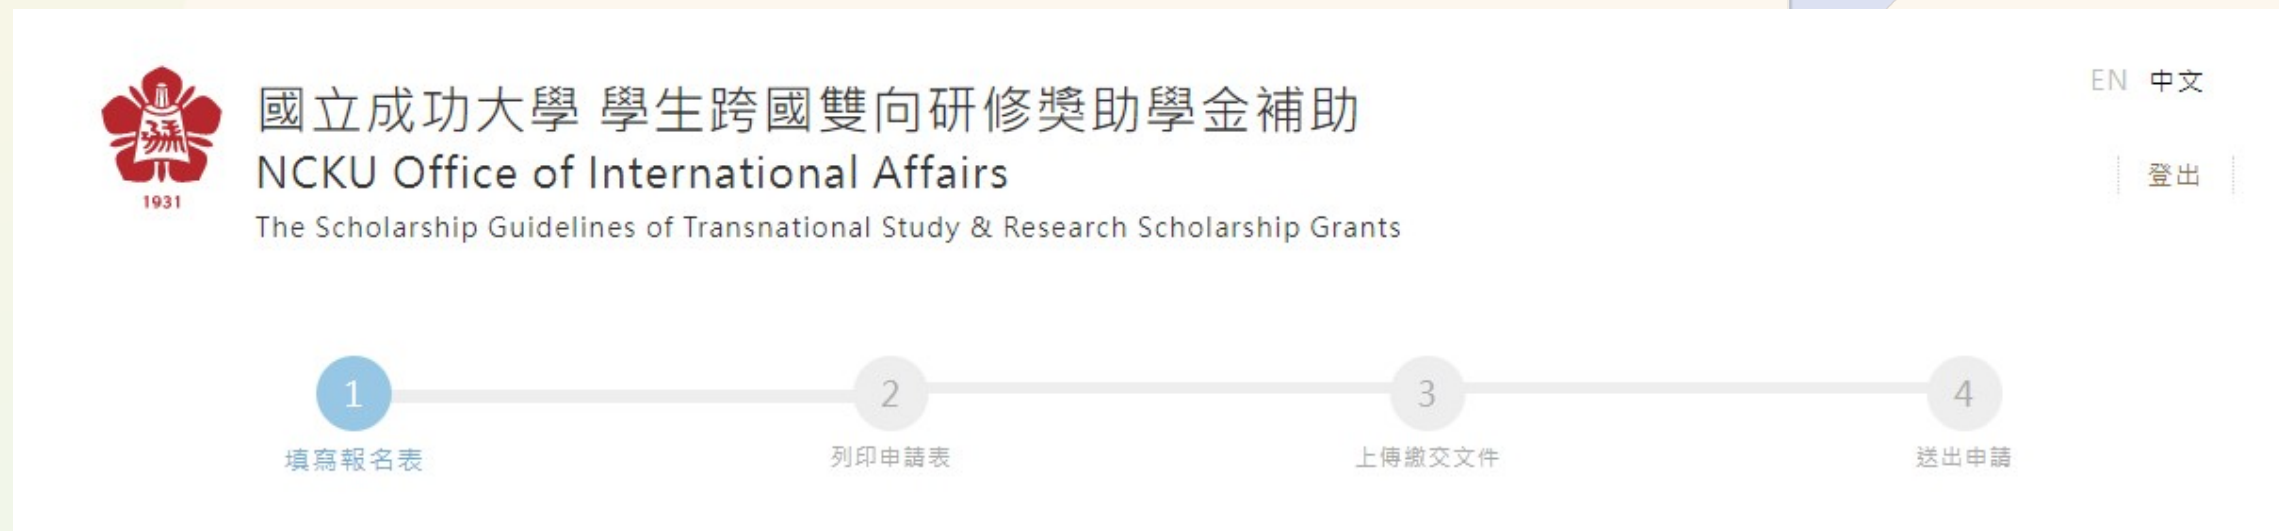 EN 中文
國立成功大學 學生跨國雙向研修獎助學金補助
NCKU Office of International Affairs
登出
1931
The Scholarship Guidelines of Transnational Study & Research Scholarship Grants
1 2 3 4
填寫報名表 列印申請表 上傳繳交文件 送出申請